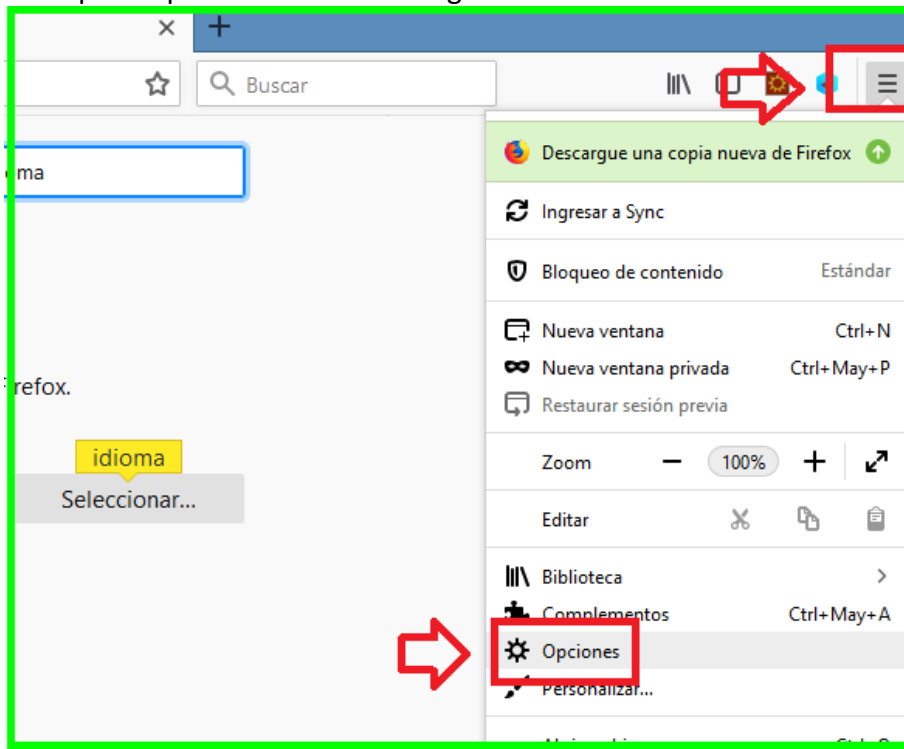 Buscar
Descargue una copia nueva de Firefox
oma
Ingresar a Sync
Bloqueo de contenido Estándar
Nueva ventana Ctrl+N
Nueva ventana privada Ctrl+May+P
refox.
Restaurar sesión previa
idioma
Zoom 100%
Seleccionar...
Editar
Biblioteca
Complementos Ctrl+May+A
Opciones
Personalizar...